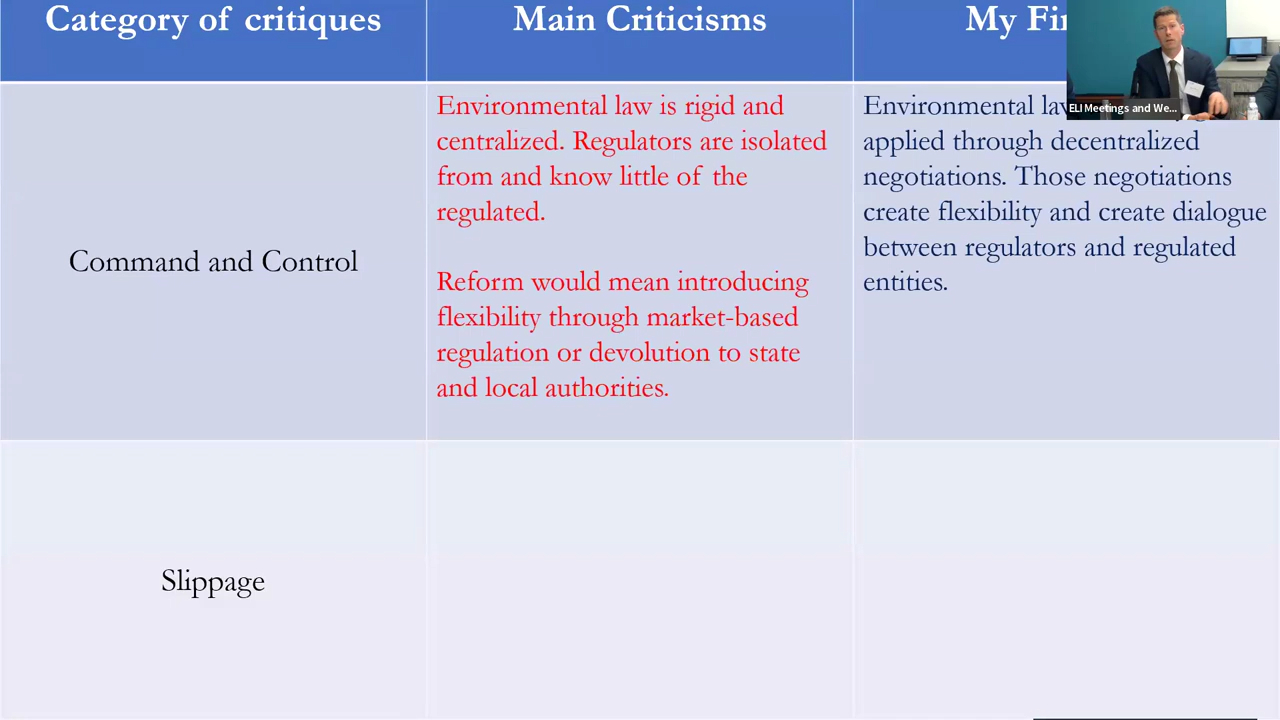 Category of critiques
Main Criticisms
My
Environmental law is rigid and
centralized. Regulators are isolated
from and know little of the
regulated.
Reform would mean introducing
flexibility through market-based
regulation or devolution to state
and local authorities.
Environmental
applied through decentralized
negotiations. Those negotiations
create flexibility and create dialogue
between regulators and regulated
entities.
Command and Control
Slippage
ELI Meetings and We...